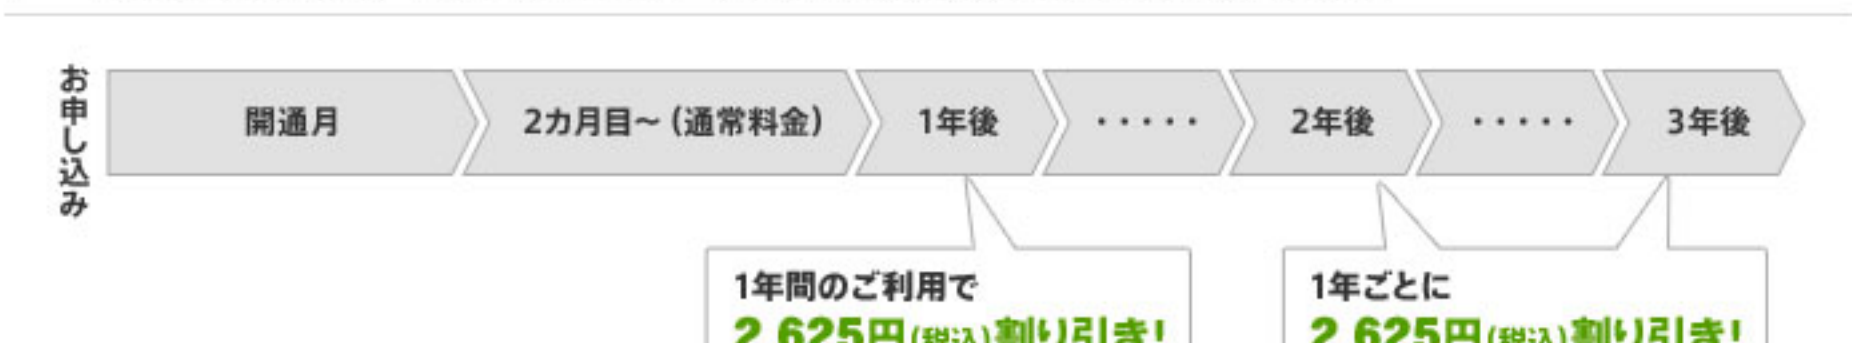 お申し込み
開通月
2カ月目～（通常料金）
1年後
・・・・・
2年後
・・・・・
3年後
1年間のご利用で
2,625円(税込)割り引き!
1年ごとに
2,625円(税込)割り引き!